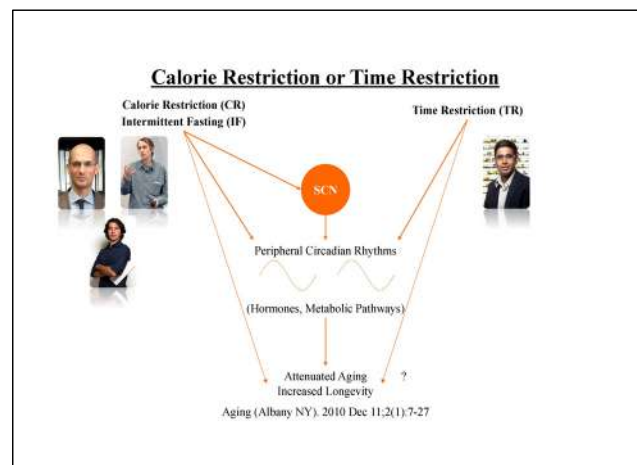 Calorie Restriction or Time Restriction
Calorie Restriction (CR)
Intermittent Fasting (IF)
Time Restriction (TR)
SCN
Peripheral Circadian Rhythms
(Hormones, Metabolic Pathways)
Attenuated Aging ?
Increased Longevity
Aging (Albany NY). 2010 Dec 11;2(1):7-27